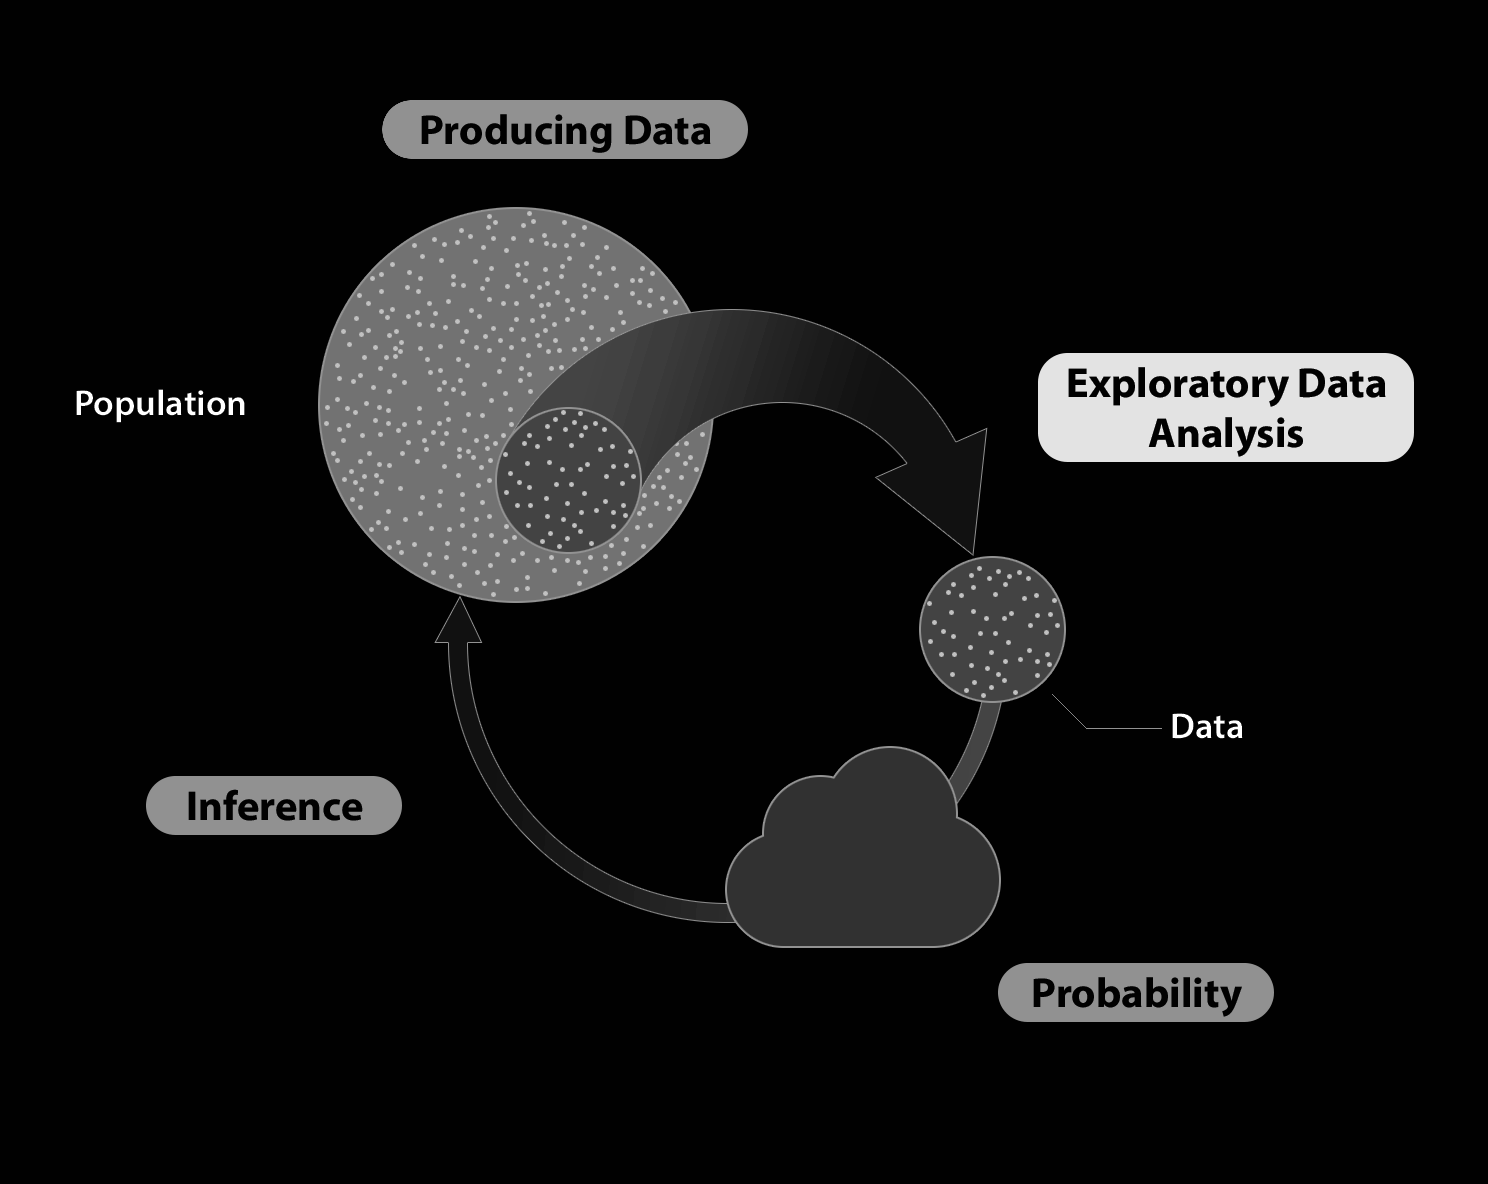 Producing Data
Population
Exploratory Data
Analysis
Data
Inference
Probability